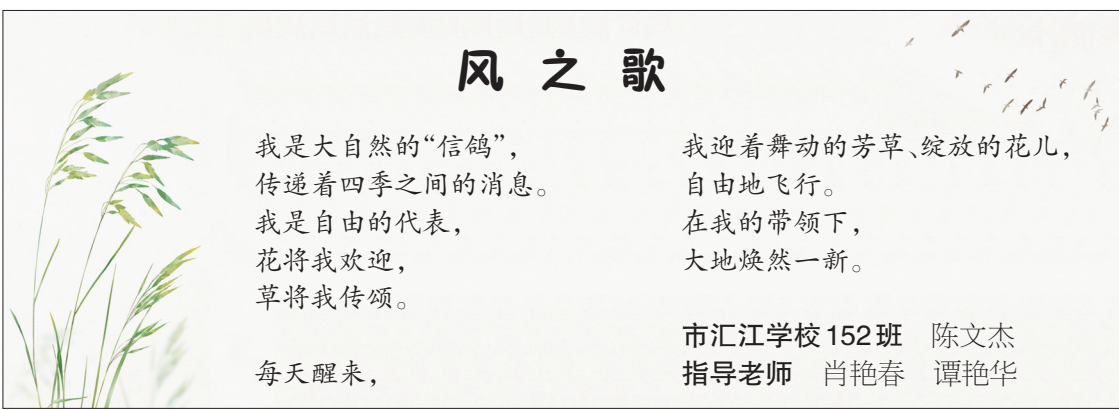 风之歌
我是大自然的“信鸽”,
传递着四季之间的消息。
我是自由的代表,
花将我欢迎,
草将我传颂。
每天醒来,
我迎着舞动的芳草、绽放的花儿,
自由地飞行。
在我的带领下,
大地焕然一新。
市汇江学校152班 陈文杰
指导老师 肖艳春 谭艳华